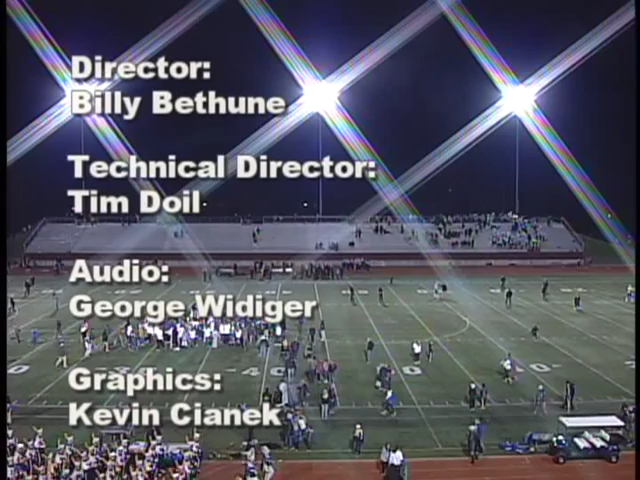 Director:
Billy Bethune
Technical Director:
Tim Doil
Audio:
George Widiger
Graphics:
Kevin Cianek